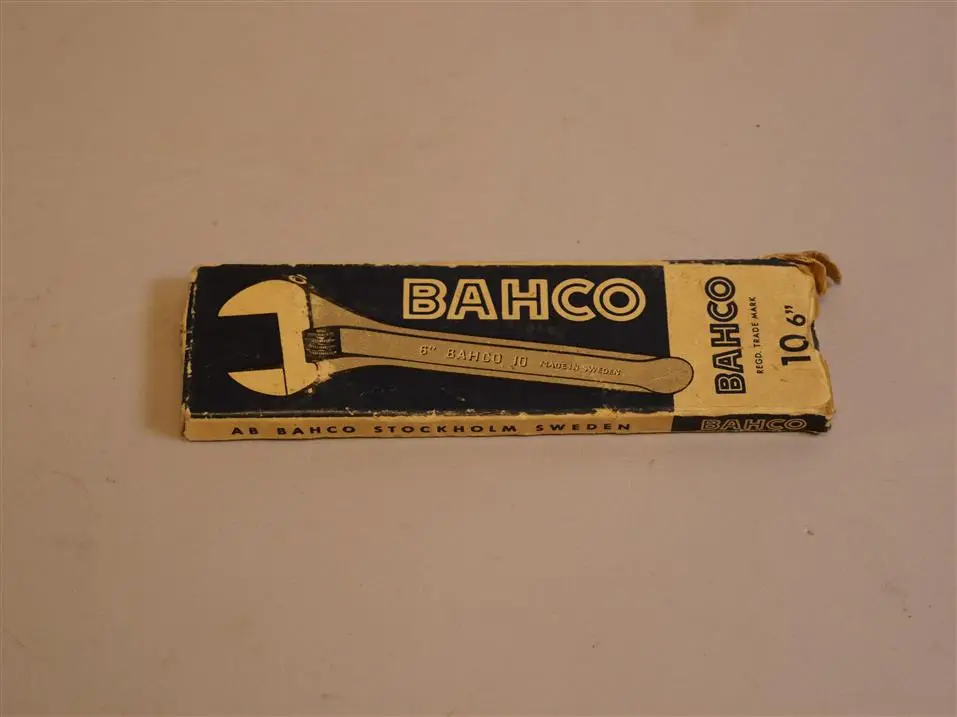 BAHCO
6" BAHCO 10 MADE IN SWEDEN
BAHCO
REGD. TRADE MARK
10 6"
AB BAHCO STOCKHOLM SWEDEN
BAHCO